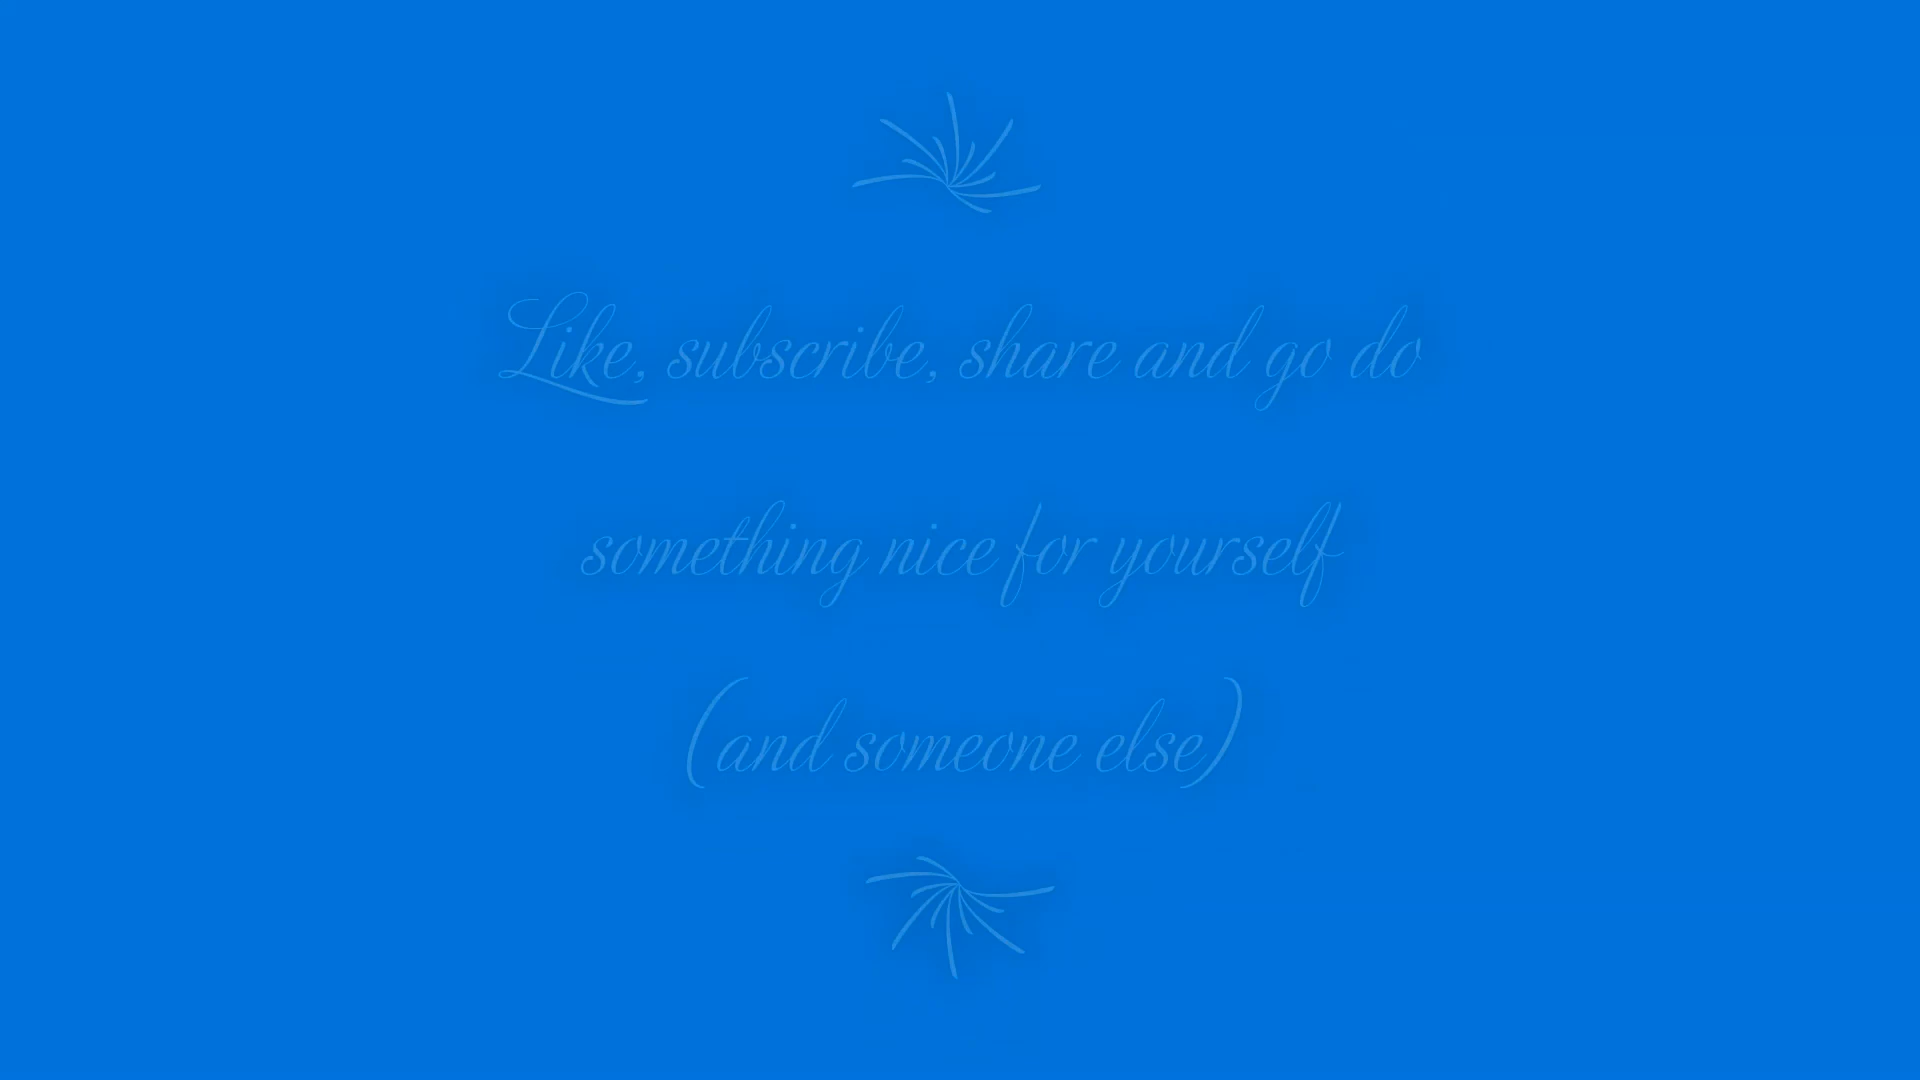 Like, subscribe, share and go do
something nice for yourself
(and someone else)